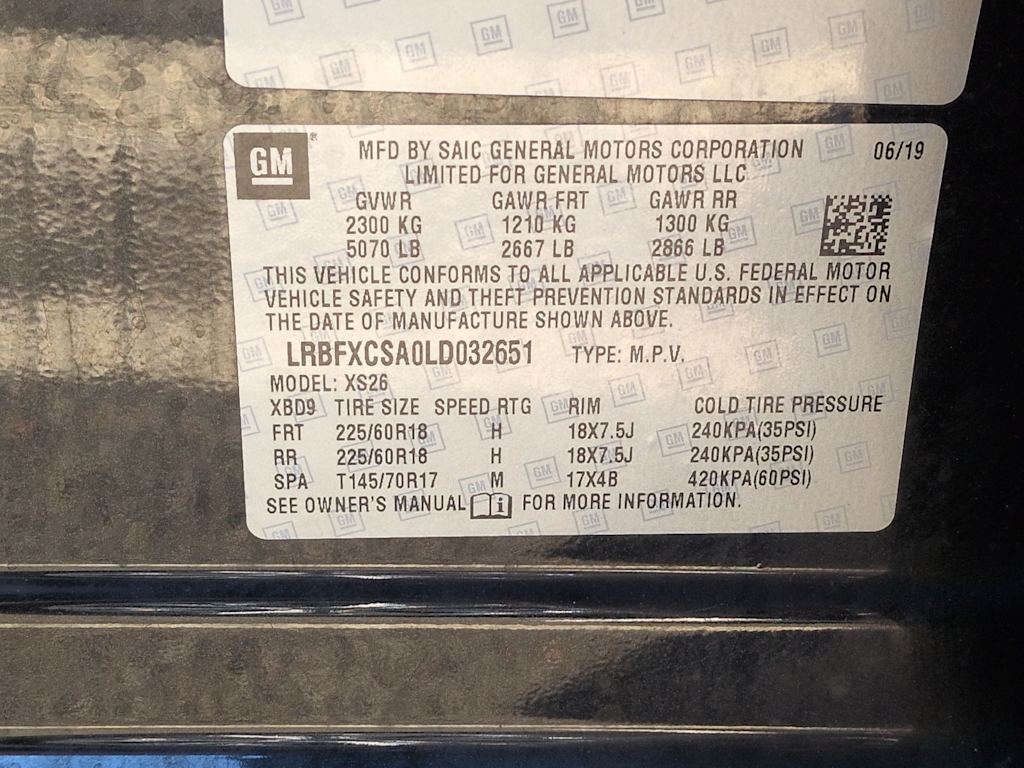 GM
MFD BY SAIC GENERAL MOTORS CORPORATION 06/19
LIMITED FOR GENERAL MOTORS LLC
GVWR GAWR FRT GAWR RR
2300 KG 1210 KG 1300 KG
5070 LB 2667 LB 2866 LB
THIS VEHICLE CONFORMS TO ALL APPLICABLE U.S. FEDERAL MOTOR
VEHICLE SAFETY AND THEFT PREVENTION STANDARDS IN EFFECT ON
THE DATE OF MANUFACTURE SHOWN ABOVE.
LRBFXCSA0LD032651 TYPE: M.P.V.
MODEL: XS26
XBD9 TIRE SIZE SPEED RTG RIM COLD TIRE PRESSURE
FRT 225/60R18 H 18X7.5J 240KPA(35PSI)
RR 225/60R18 H 18X7.5J 240KPA(35PSI)
SPA T145/70R17 M 17X4B 420KPA(60PSI)
SEE OWNER'S MANUAL i FOR MORE INFORMATION.